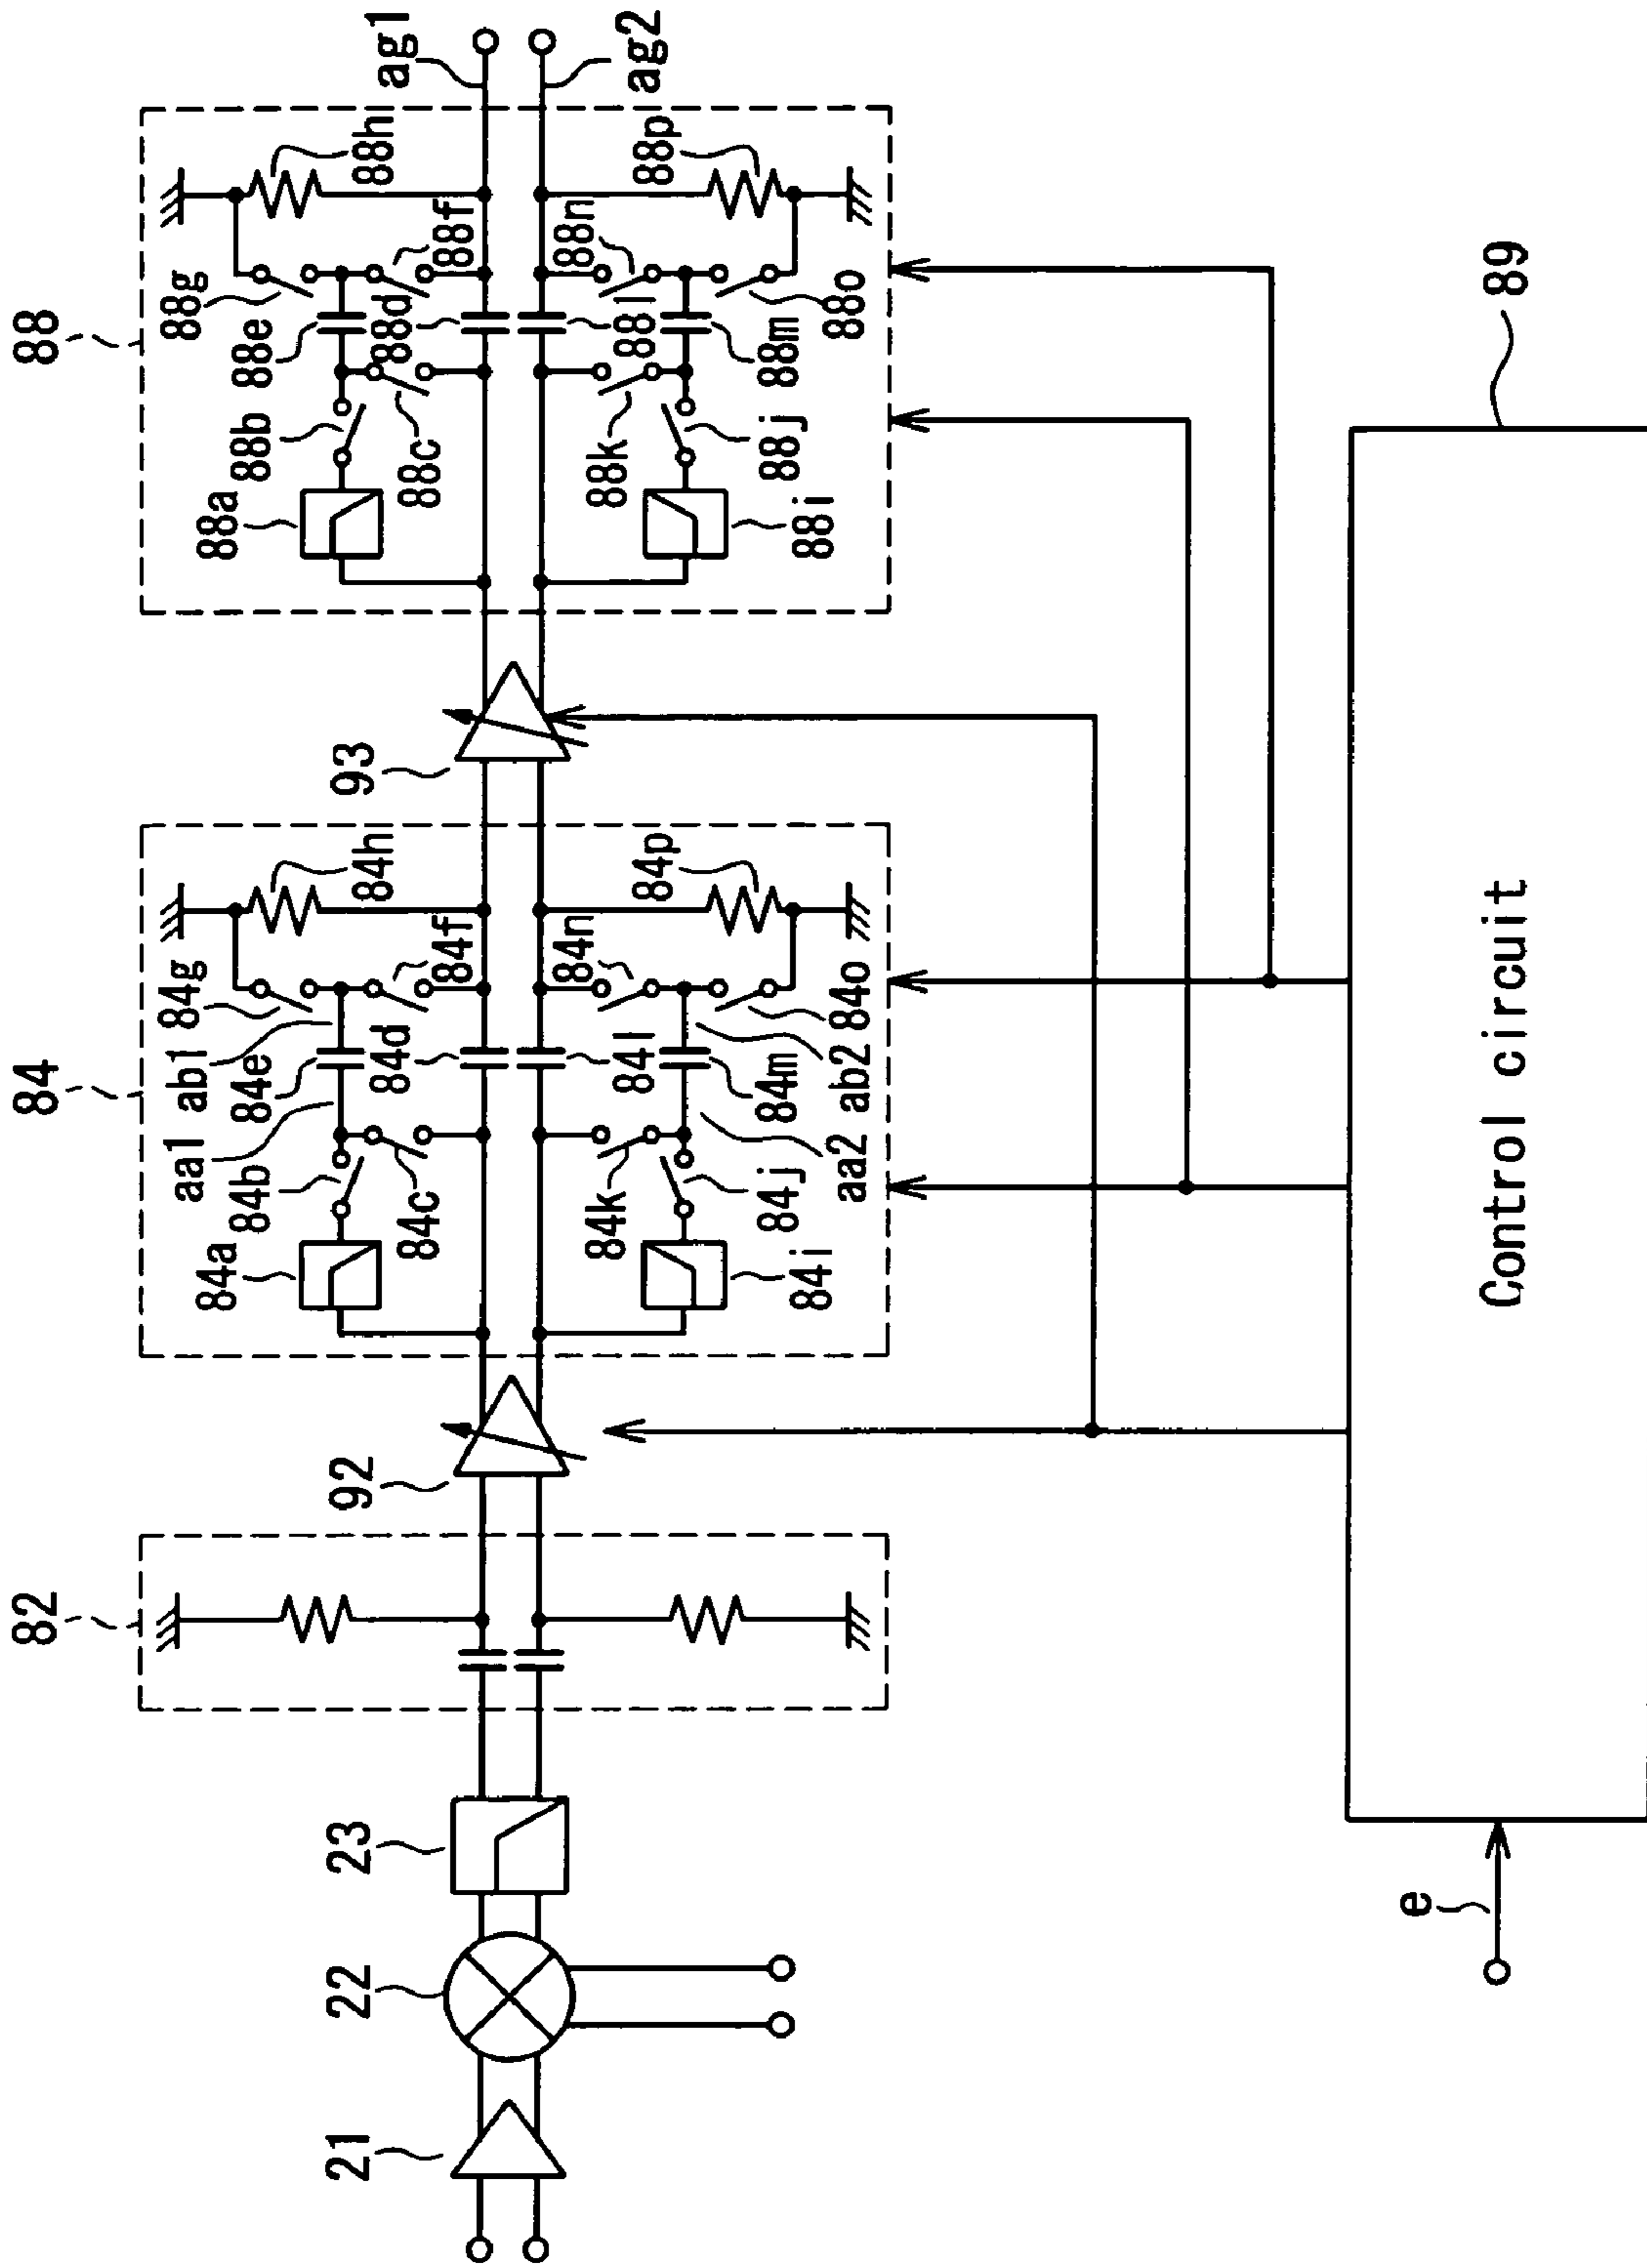 82
84
88
21
22
23
92
93
84a
84b
aa1
84c
84e
ab1
84d
84g
84f
84h
84i
84k
84j
aa2
84l
84m
ab2
84n
84o
84p
88a
88b
88c
88e
88d
88g
88f
88h
88i
88k
88j
88l
88m
88n
88o
88p
ag1
ag2
e
Control circuit
89